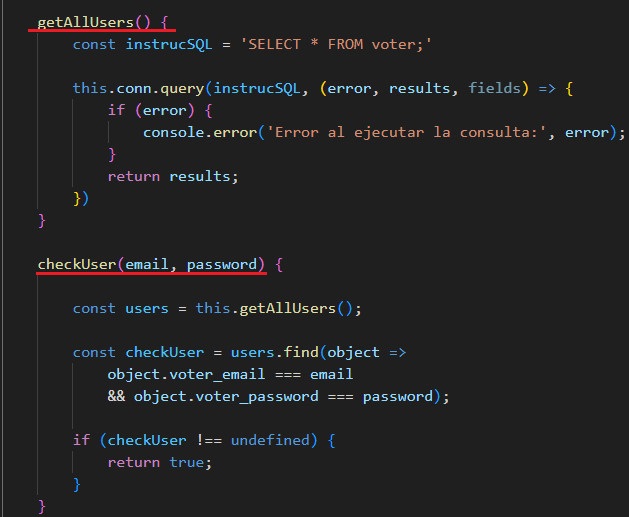 getAllUsers() {
const instrucSQL = 'SELECT * FROM voter;'
this.conn.query(instrucSQL, (error, results, fields) => {
if (error) {
console.error('Error al ejecutar la consulta:', error);
}
return results;
})
}
checkUser(email, password) {
const users = this.getAllUsers();
const checkUser = users.find(object =>
object.voter_email === email
&& object.voter_password === password);
if (checkUser !== undefined) {
return true;
}
}